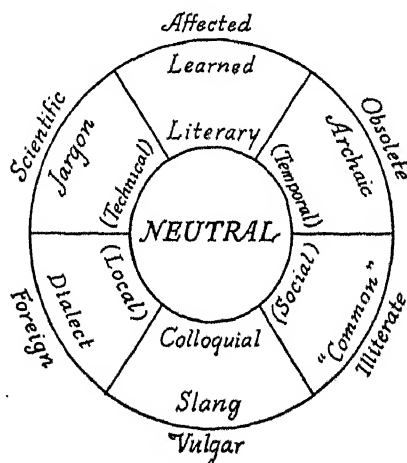 Affected
Learned
Literary
Scientific
Jargon
(Technical)
Obsolete
Archaic
(Temporal)
NEUTRAL
(Local)
Dialect
Foreign
(Social)
"Common"
Illiterate
Colloquial
Slang
Vulgar